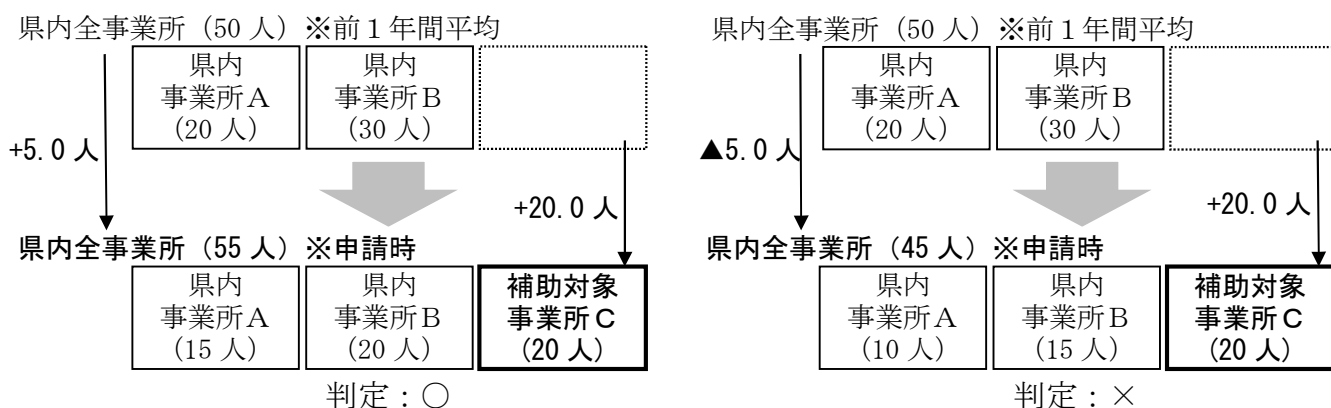 県内全事業所（50 人）※前１年間平均
県内
事業所Ａ
（20 人）
県内
事業所Ｂ
（30 人）
+5.0 人
+20.0 人
県内全事業所（55 人）※申請時
県内
事業所Ａ
（15 人）
県内
事業所Ｂ
（20 人）
補助対象
事業所Ｃ
（20 人）
判定：○
県内全事業所（50 人）※前１年間平均
県内
事業所Ａ
（20 人）
県内
事業所Ｂ
（30 人）
▲5.0 人
+20.0 人
県内全事業所（45 人）※申請時
県内
事業所Ａ
（10 人）
県内
事業所Ｂ
（15 人）
補助対象
事業所Ｃ
（20 人）
判定：×